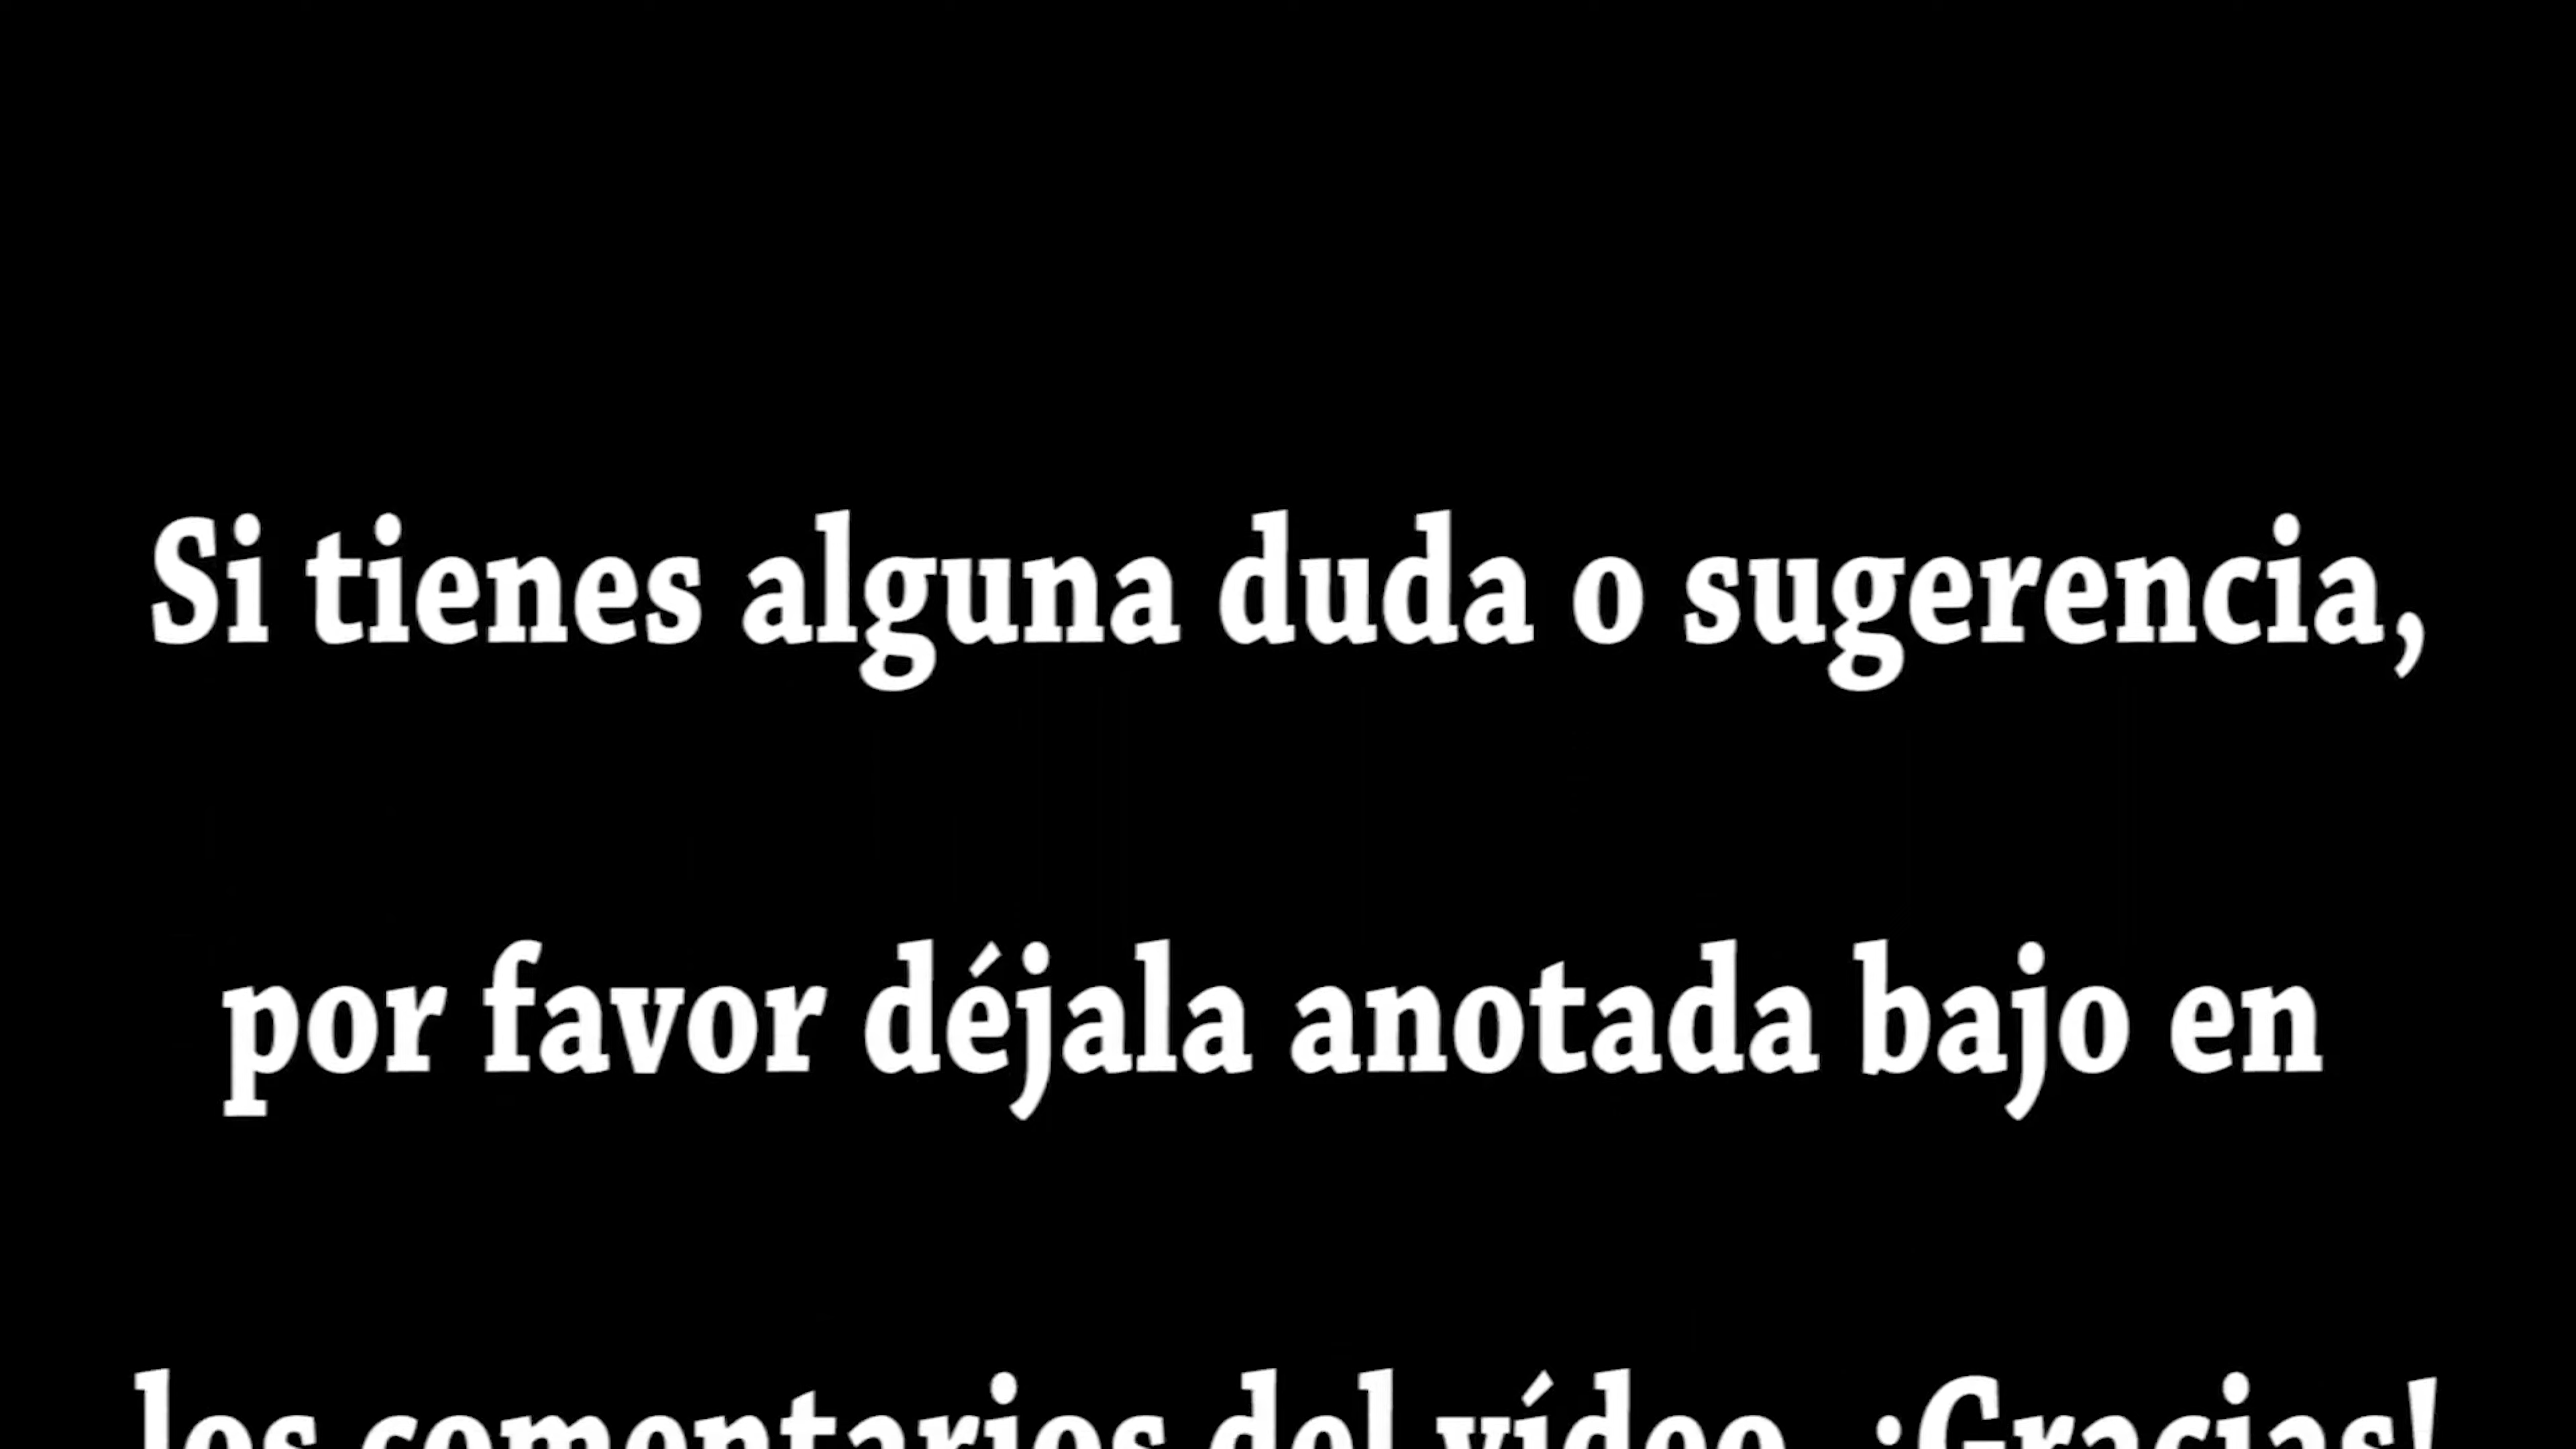 Si tienes alguna duda o sugerencia,
por favor déjala anotada bajo en
los comentarios del vídeo. ¡Gracias!